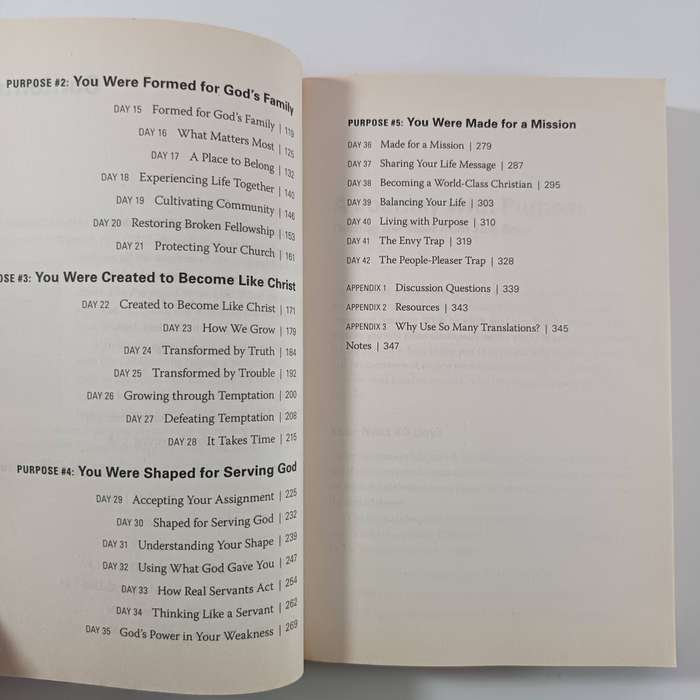 PURPOSE #2: You Were Formed for God's Family
DAY 15 Formed for God's Family | 119
DAY 16 What Matters Most | 125
DAY 17 A Place to Belong | 132
DAY 18 Experiencing Life Together | 140
DAY 19 Cultivating Community | 146
DAY 20 Restoring Broken Fellowship | 153
DAY 21 Protecting Your Church | 161
OSE #3: You Were Created to Become Like Christ
DAY 22 Created to Become Like Christ | 171
DAY 23 How We Grow | 179
DAY 24 Transformed by Truth | 184
DAY 25 Transformed by Trouble | 192
DAY 26 Growing through Temptation | 200
DAY 27 Defeating Temptation | 208
DAY 28 It Takes Time | 215
PURPOSE #4: You Were Shaped for Serving God
DAY 29 Accepting Your Assignment | 225
DAY 30 Shaped for Serving God | 232
DAY 31 Understanding Your Shape | 239
DAY 32 Using What God Gave You | 247
DAY 33 How Real Servants Act | 254
DAY 34 Thinking Like a Servant | 262
DAY 35 God's Power in Your Weakness | 269
PURPOSE #5: You Were Made for a Mission
DAY 36 Made for a Mission | 279
DAY 37 Sharing Your Life Message | 287
DAY 38 Becoming a World-Class Christian | 295
DAY 39 Balancing Your Life | 303
DAY 40 Living with Purpose | 310
DAY 41 The Envy Trap | 319
DAY 42 The People-Pleaser Trap | 328
APPENDIX 1 Discussion Questions | 339
APPENDIX 2 Resources | 343
APPENDIX 3 Why Use So Many Translations? | 345
Notes | 347